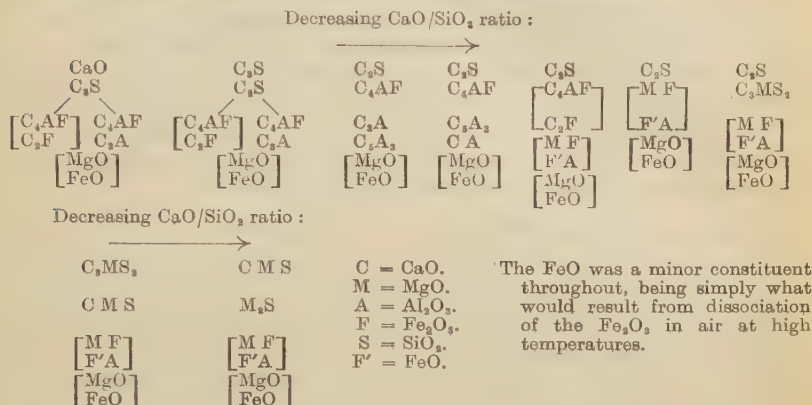 Decreasing CaO/SiO₂ ratio :
CaO C₃S C₂S C₂S C₂S C₂S C₂S
C₃S C₂S C₄AF C₄AF C₄AF M F C₃MS₂
C₄AF C₄AF C₄AF C₄AF C₃A C₅A₃ C₂F F'A M F
C₂F C₃A C₂F C₃A C₅A₃ C A M F MgO F'A
MgO MgO MgO MgO F'A FeO MgO
FeO FeO FeO FeO MgO FeO
FeO
Decreasing CaO/SiO₂ ratio :
C₃MS₂ C M S
C M S M₂S
M F M F
F'A F'A
MgO MgO
FeO FeO
C = CaO.
M = MgO.
A = Al₂O₃.
F = Fe₂O₃.
S = SiO₂.
F' = FeO.
The FeO was a minor constituent
throughout, being simply what
would result from dissociation
of the Fe₂O₃ in air at high
temperatures.